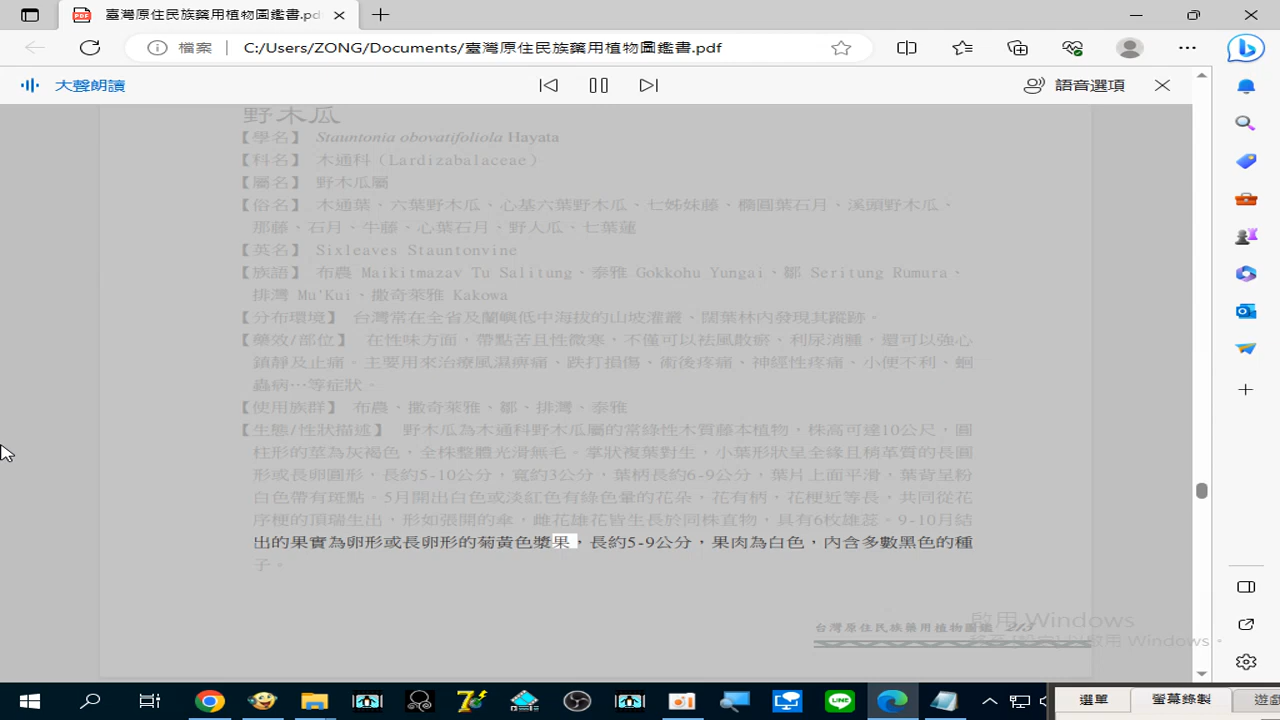 臺灣原住民族藥用植物圖鑑書.pdf
檔案
C:/Users/ZONG/Documents/臺灣原住民族藥用植物圖鑑書.pdf
大聲朗讀
語音選項
野木瓜
【學名】 Stauntonia obovatifoliola Hayata
【科名】 木通科（Lardizabalaceae）
【屬名】 野木瓜屬
【俗名】 木通葉、六葉野木瓜、心基六葉野木瓜、七姊妹藤、橢圓葉石月、溪頭野木瓜、
那藤、石月、牛藤、心葉石月、野人瓜、七葉蓮
【英名】 Sixleaves Stauntonvine
【族語】 布農 Maikitmazav Tu Salitung、泰雅 Gokkohu Yungai、鄒 Seritung Rumura、
排灣 Mu'Kui、撒奇萊雅 Kakowa
【分布環境】 台灣常在全省及蘭嶼低中海拔的山坡灌叢、闊葉林內發現其蹤跡。
【藥效/部位】 在性味方面，帶點苦且性微寒，不僅可以袪風散瘀、利尿消腫，還可以強心
鎮靜及止痛。主要用來治療風濕痹痛、跌打損傷、術後疼痛、神經性疼痛、小便不利、蛔
蟲病…等症狀。
【使用族群】 布農、撒奇萊雅、鄒、排灣、泰雅
【生態/性狀描述】 野木瓜為木通科野木瓜屬的常綠性木質藤本植物，株高可達10公尺，圓
柱形的莖為灰褐色，全株整體光滑無毛。掌狀複葉對生，小葉形狀呈全緣且稍革質的長圓
形或長卵圓形，長約5-10公分，寬約3公分，葉柄長約6-9公分，葉片上面平滑，葉背呈粉
白色帶有斑點。5月開出白色或淡紅色有綠色暈的花朵，花有柄，花梗近等長，共同從花
序梗的頂瑞生出，形如張開的傘，雌花雄花皆生長於同株直物，具有6枚雄蕊。9-10月結
出的果實為卵形或長卵形的菊黃色漿果，長約5-9公分，果肉為白色，內含多數黑色的種
子。
啟用 Windows
台灣原住民族藥用植物圖鑑
移至 [設定] 以啟用 Windows。
選單
螢幕錄製
遊戲